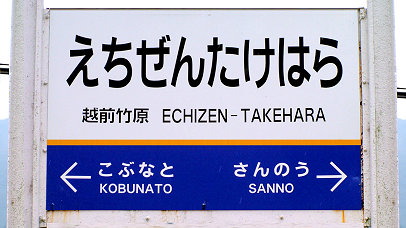 えちぜんたけはら
越前竹原 ECHIZEN-TAKEHARA
← こぶなと さんのう →
KOBUNATO SANNO